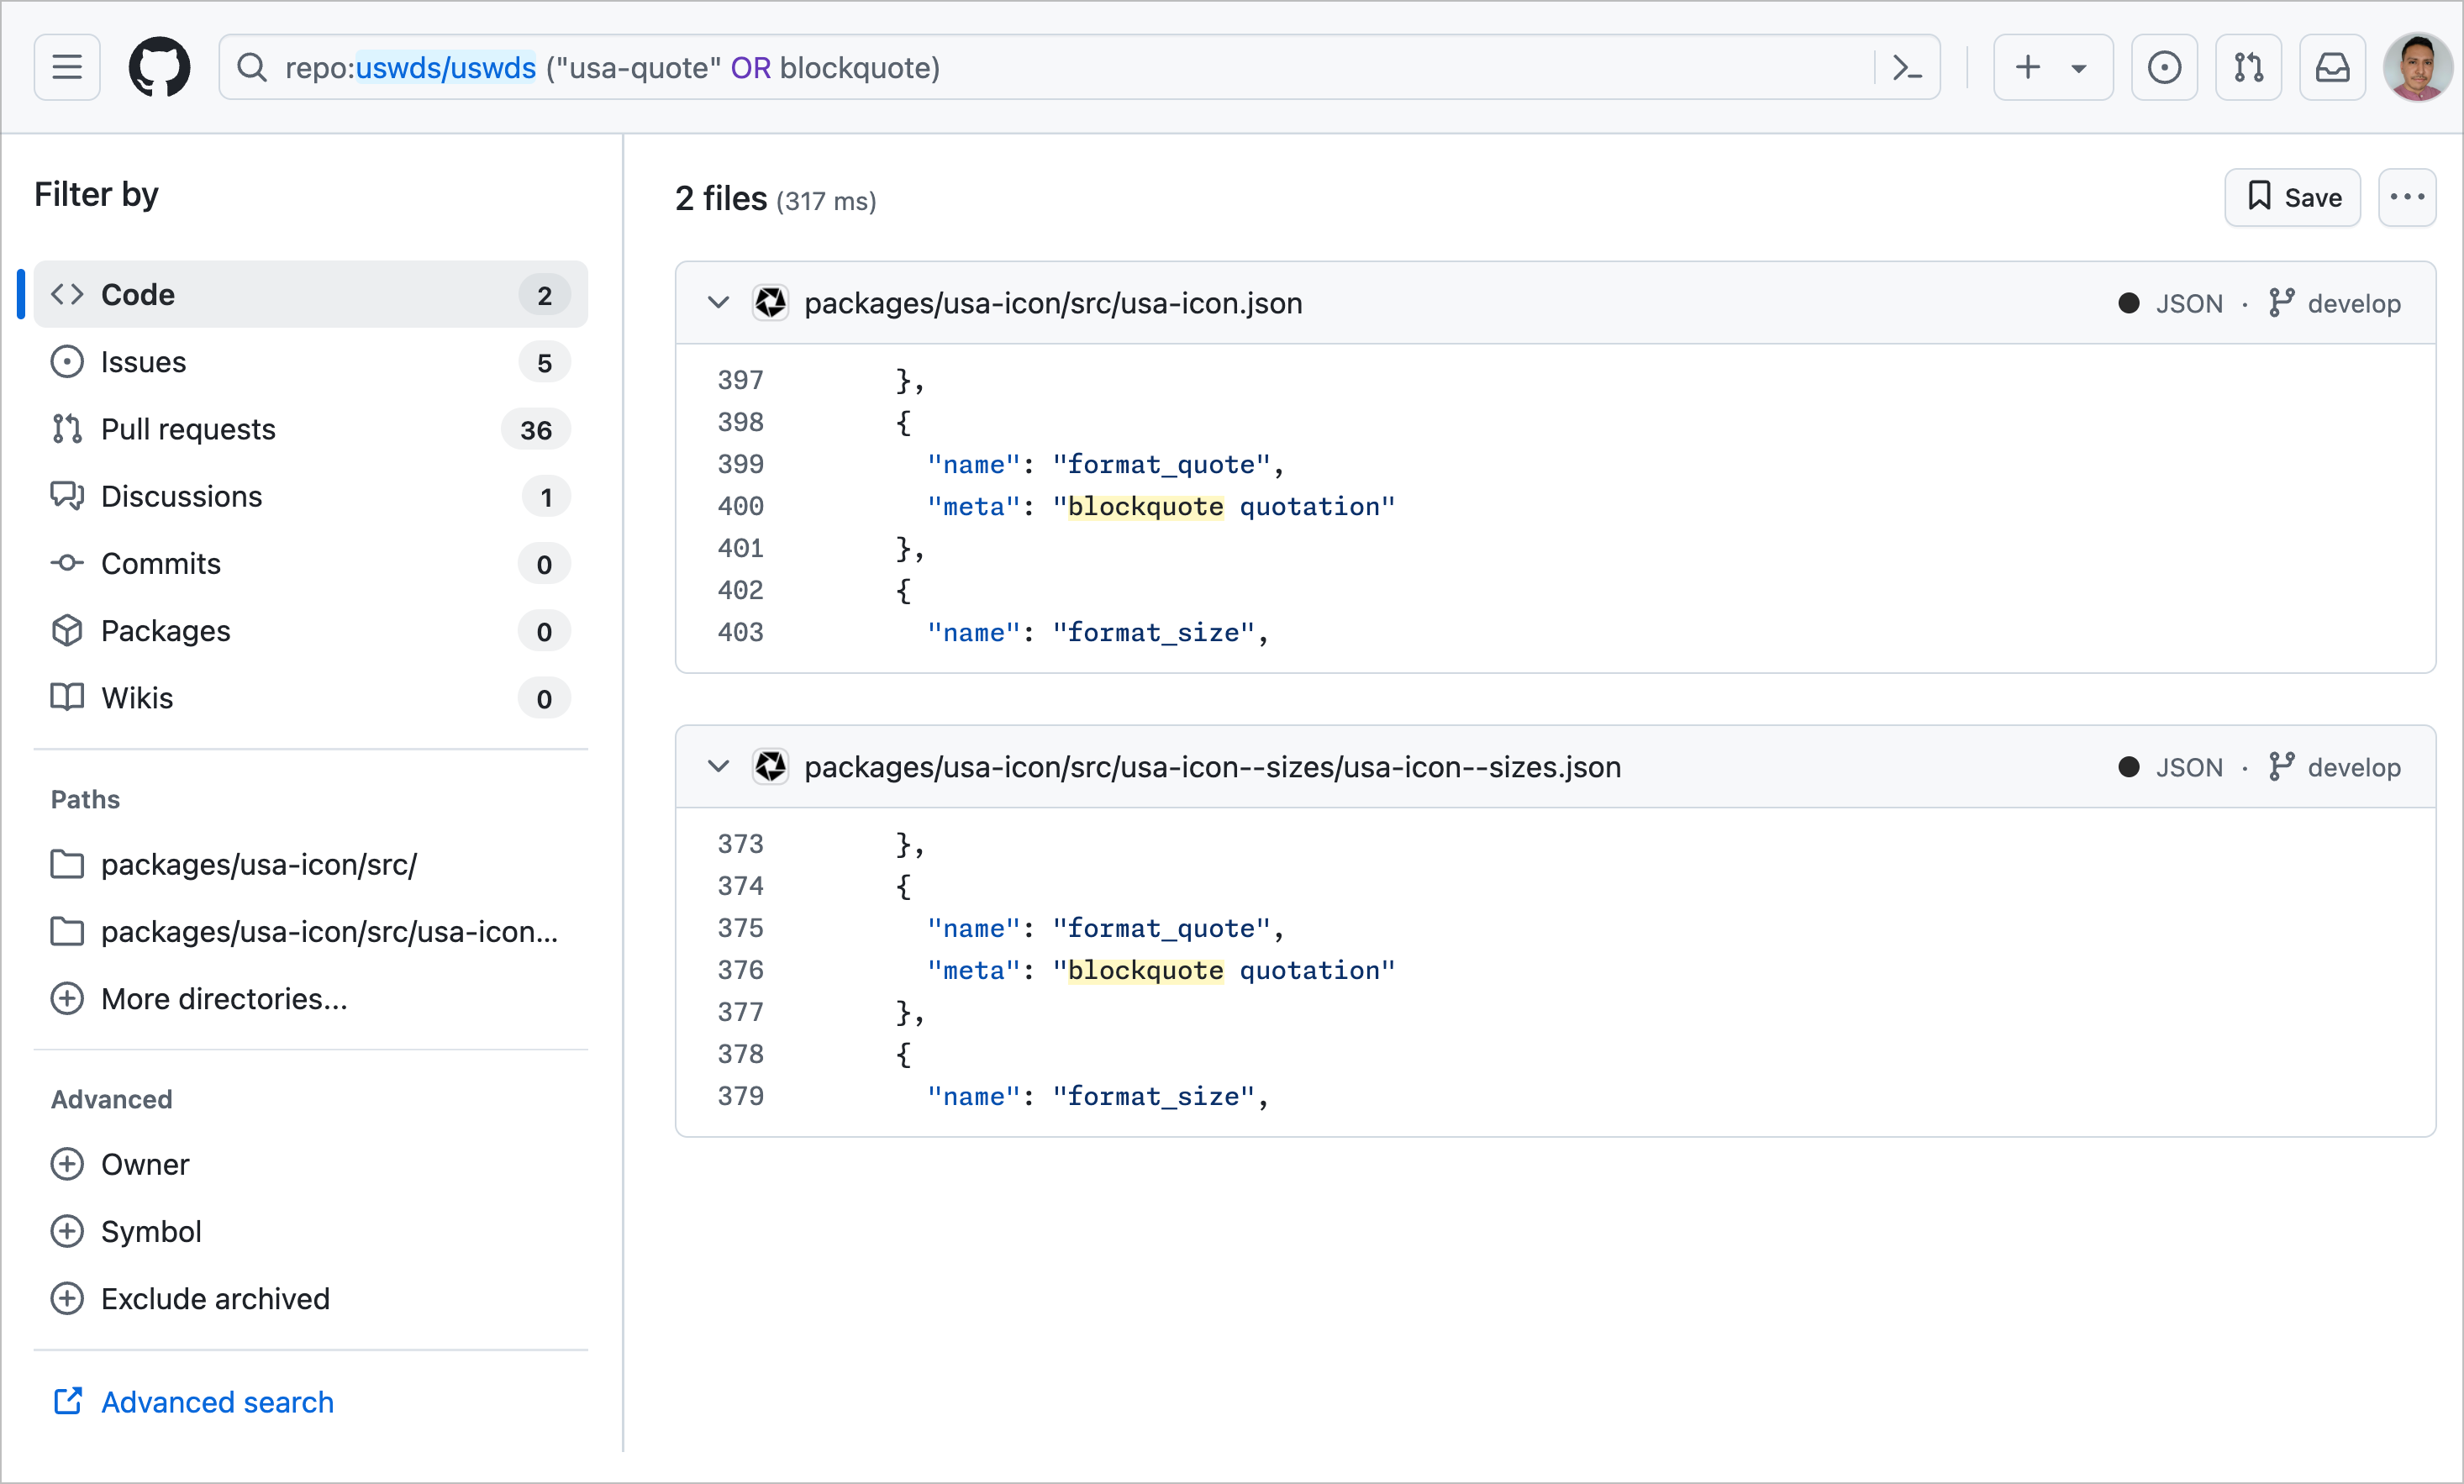 repo:uswds/uswds ("usa-quote" OR blockquote)
Filter by
Code 2
Issues 5
Pull requests 36
Discussions 1
Commits 0
Packages 0
Wikis 0
Paths
packages/usa-icon/src/
packages/usa-icon/src/usa-icon...
More directories...
Advanced
Owner
Symbol
Exclude archived
Advanced search
2 files (317 ms)
Save
packages/usa-icon/src/usa-icon.json JSON · develop
397 },
398 {
399 "name": "format_quote",
400 "meta": "blockquote quotation"
401 },
402 {
403 "name": "format_size",
packages/usa-icon/src/usa-icon--sizes/usa-icon--sizes.json JSON · develop
373 },
374 {
375 "name": "format_quote",
376 "meta": "blockquote quotation"
377 },
378 {
379 "name": "format_size",